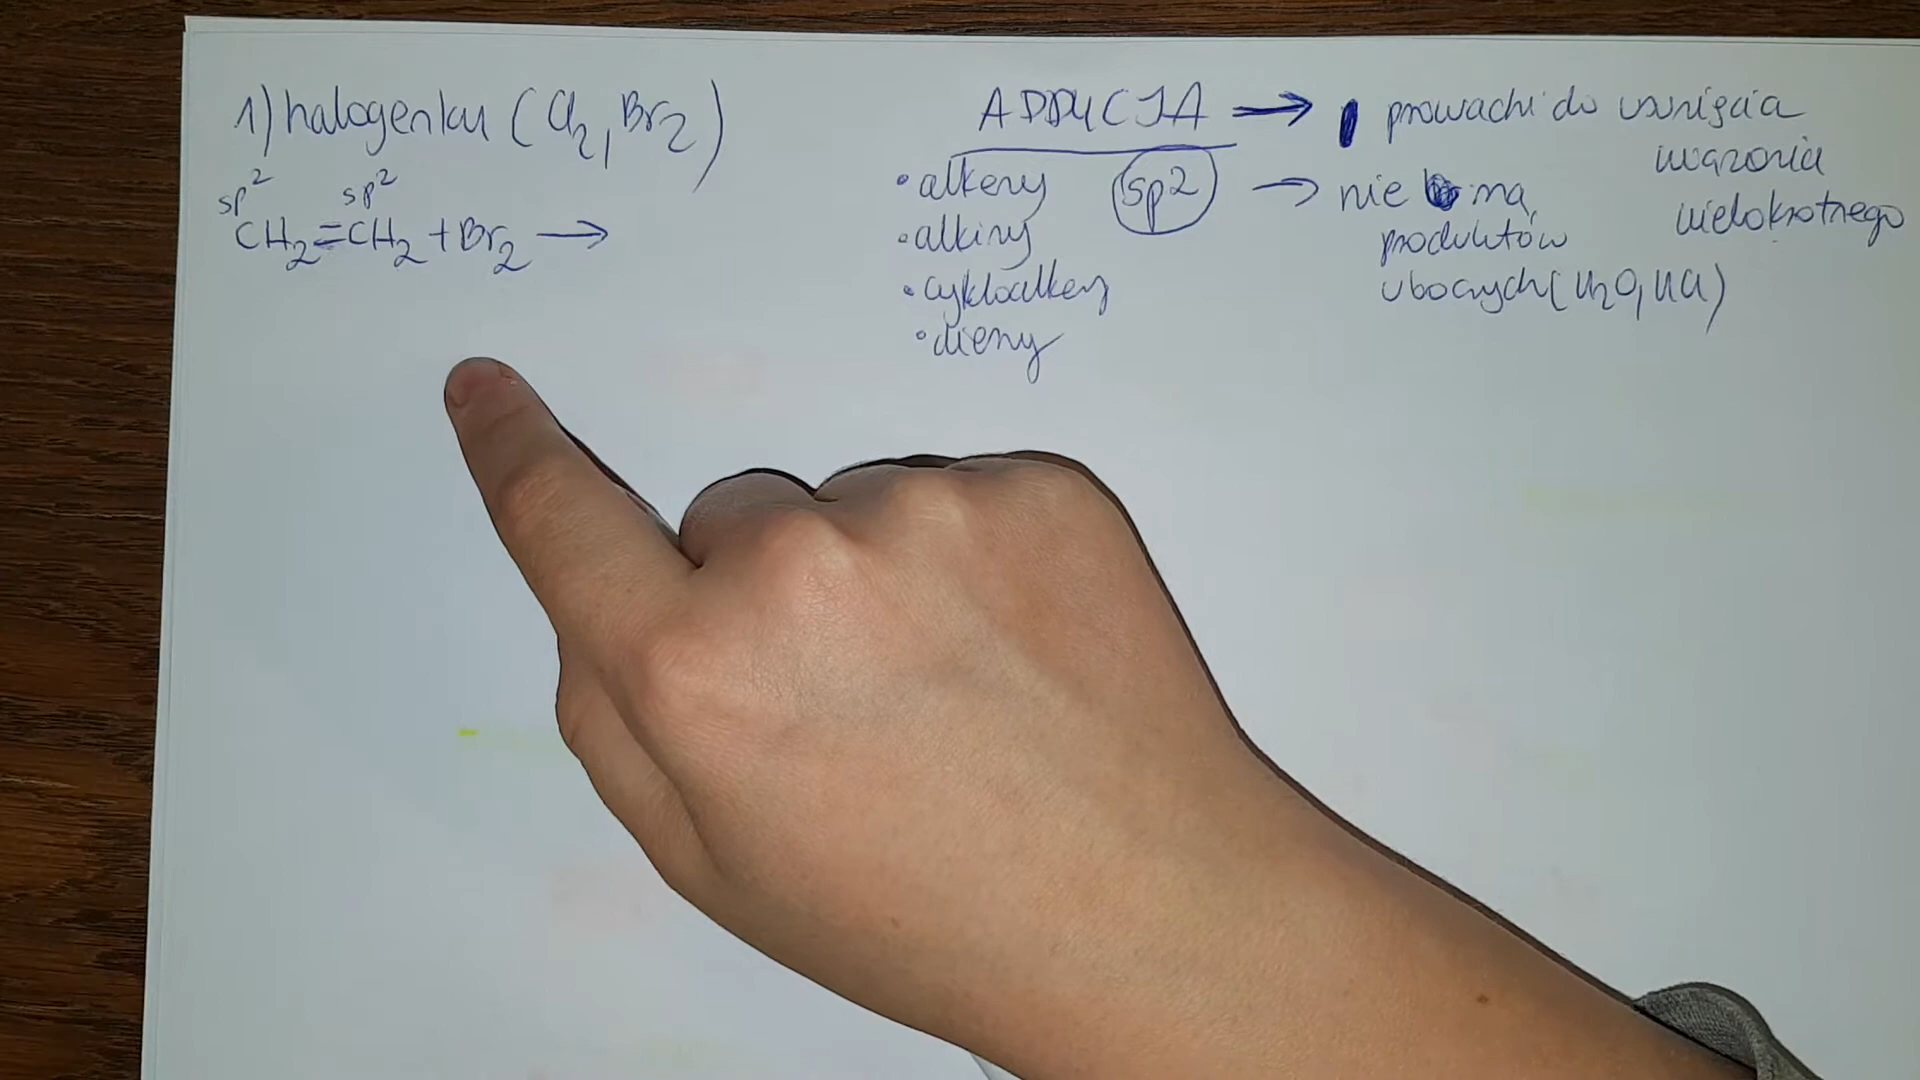 1) halogenku (Cl2, Br2)
sp2 sp2
CH2=CH2 + Br2 →
ADDYCJA → prowadzi do usunięcia
wiązania
wielokrotnego
• alkeny sp2 → nie ma
• alkiny produktów
• cykloalkeny ubocznych (H2O, HCl)
• dieny